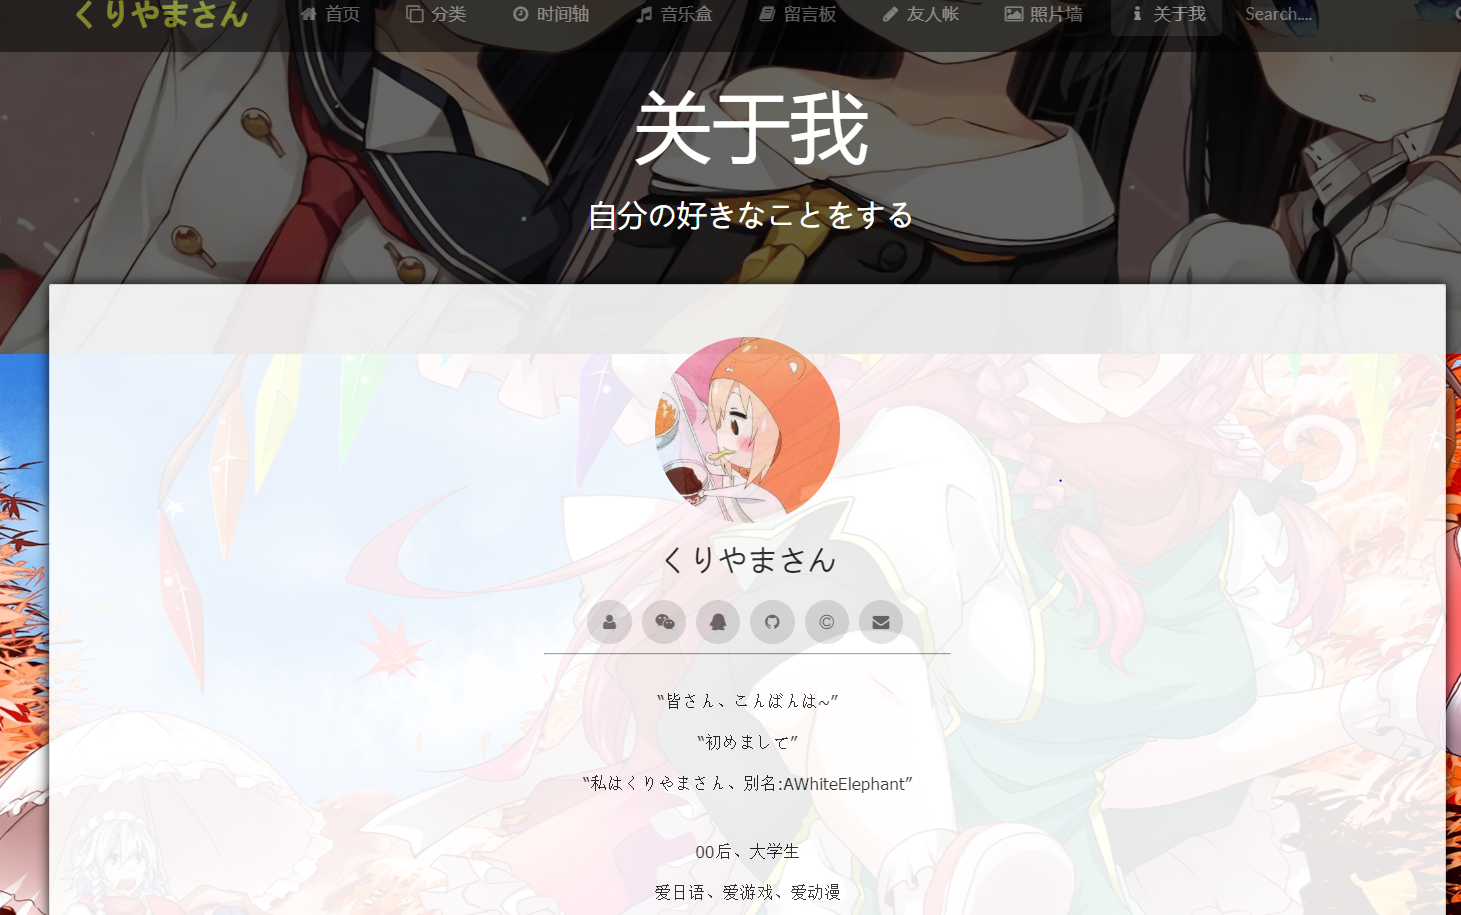 くりやまさん 首页 分类 时间轴 音乐盒 留言板 友人帐 照片墙 关于我 Search....
关于我
自分の好きなことをする
くりやまさん
“皆さん、こんばんは~”
“初めまして”
“私はくりやまさん、別名:AWhiteElephant”
00后、大学生
爱日语、爱游戏、爱动漫